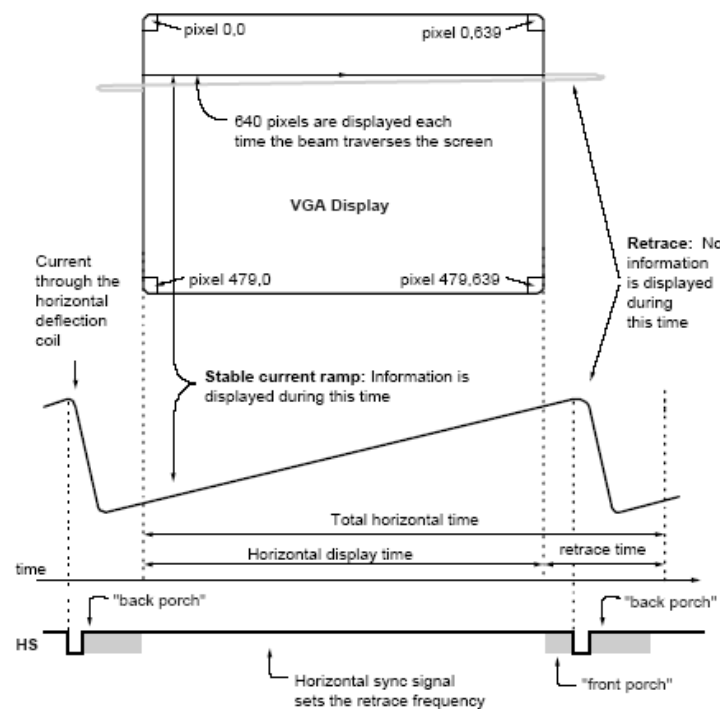 pixel 0,0
pixel 0,639
640 pixels are displayed each
time the beam traverses the screen
VGA Display
pixel 479,0
pixel 479,639
Current
through the
horizontal
deflection
coil
Retrace: No
information
is displayed
during
this time
Stable current ramp: Information is
displayed during this time
Total horizontal time
Horizontal display time
retrace time
time
"back porch"
"back porch"
HS
Horizontal sync signal
sets the retrace frequency
"front porch"